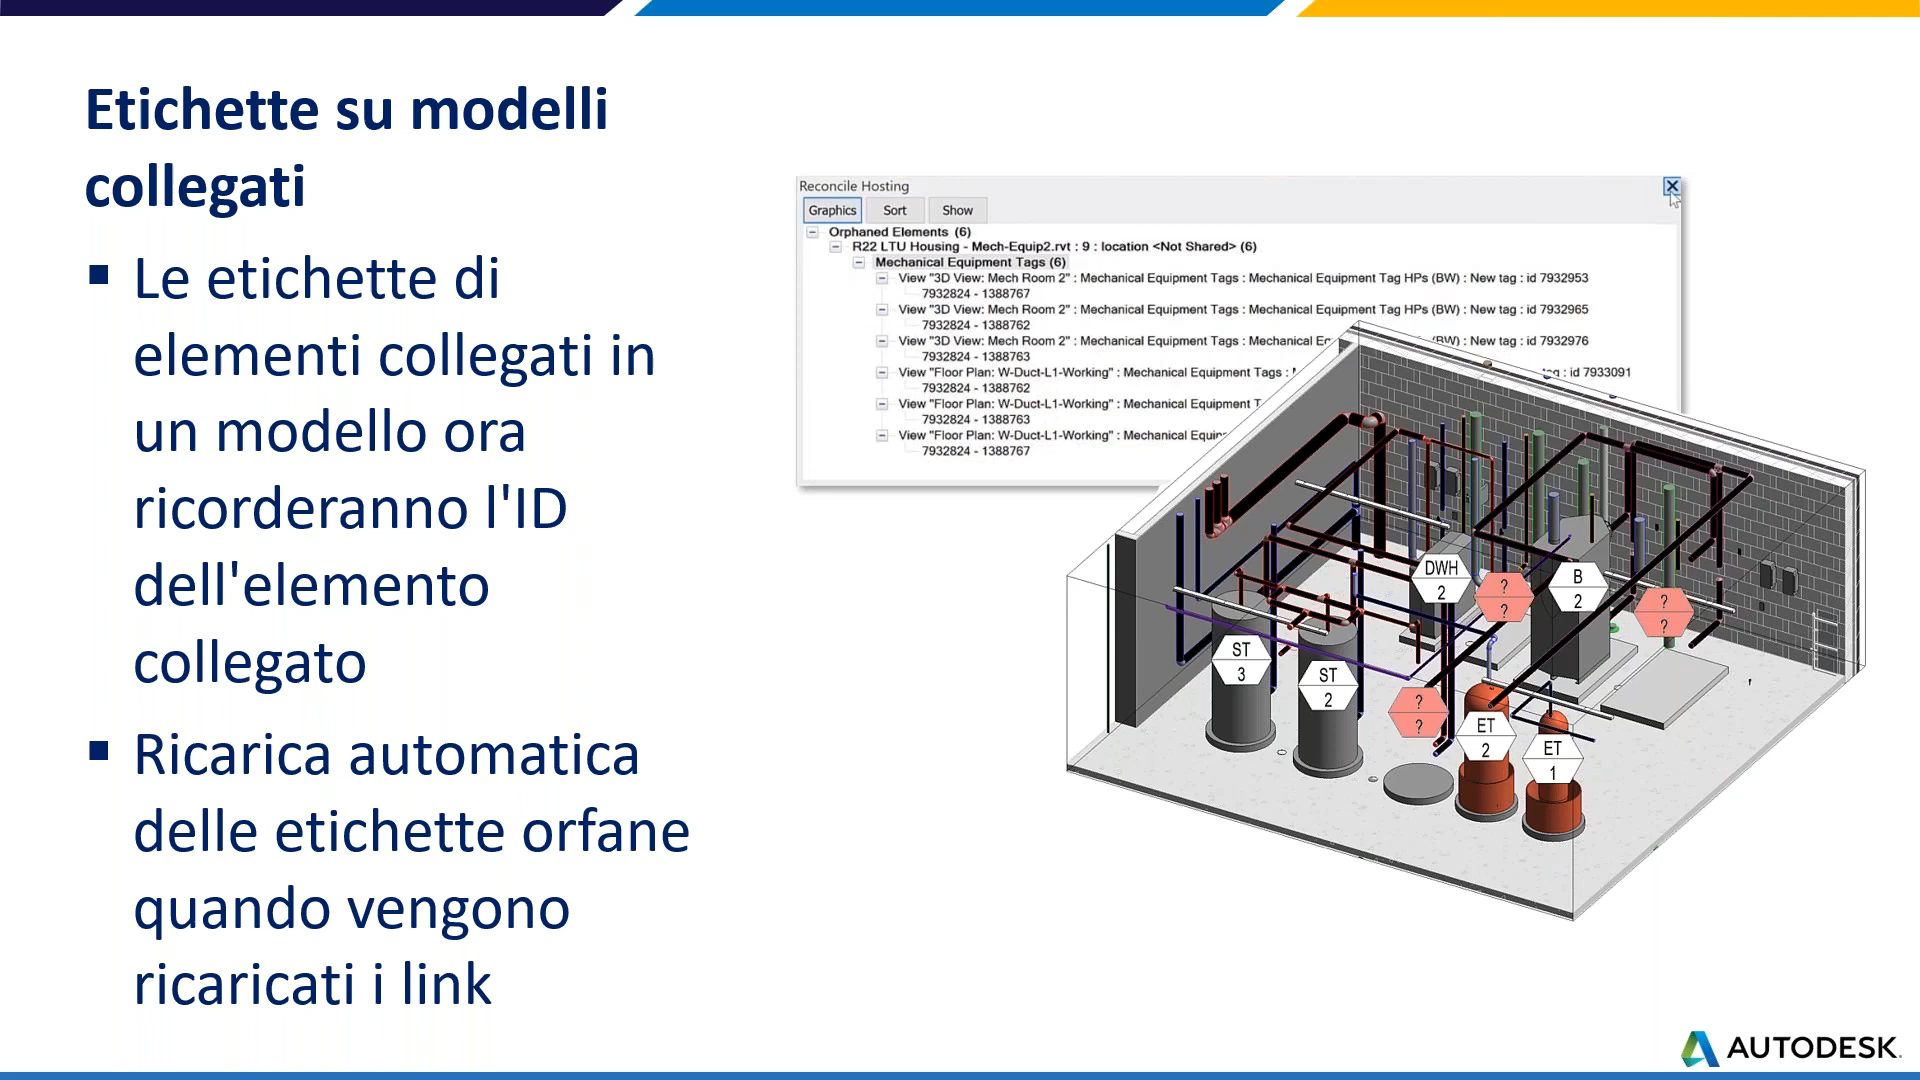 Etichette su modelli
collegati
Le etichette di
elementi collegati in
un modello ora
ricorderanno l'ID
dell'elemento
collegato
Ricarica automatica
delle etichette orfane
quando vengono
ricaricati i link
Reconcile Hosting
Graphics Sort Show
Orphaned Elements (6)
R22 LTU Housing - Mech-Equip2.rvt : 9 : location <Not Shared> (6)
Mechanical Equipment Tags (6)
View "3D View: Mech Room 2" : Mechanical Equipment Tags : Mechanical Equipment Tag HPs (BW) : New tag : id 7932953
7932824 - 1388767
View "3D View: Mech Room 2" : Mechanical Equipment Tags : Mechanical Equipment Tag HPs (BW) : New tag : id 7932965
7932824 - 1388762
View "3D View: Mech Room 2" : Mechanical Equipment Tags : Mechanical (BW) : New tag : id 7932976
7932824 - 1388763
View "Floor Plan: W-Duct-L1-Working" : Mechanical Equipment Tags : tag : id 7933091
7932824 - 1388762
View "Floor Plan: W-Duct-L1-Working" : Mechanical Equipment
7932824 - 1388763
View "Floor Plan: W-Duct-L1-Working" : Mechanical
7932824 - 1388767
DWH
2
?
?
B
2
?
?
ST
3
ST
2
?
?
ET
2
ET
1
AUTODESK.